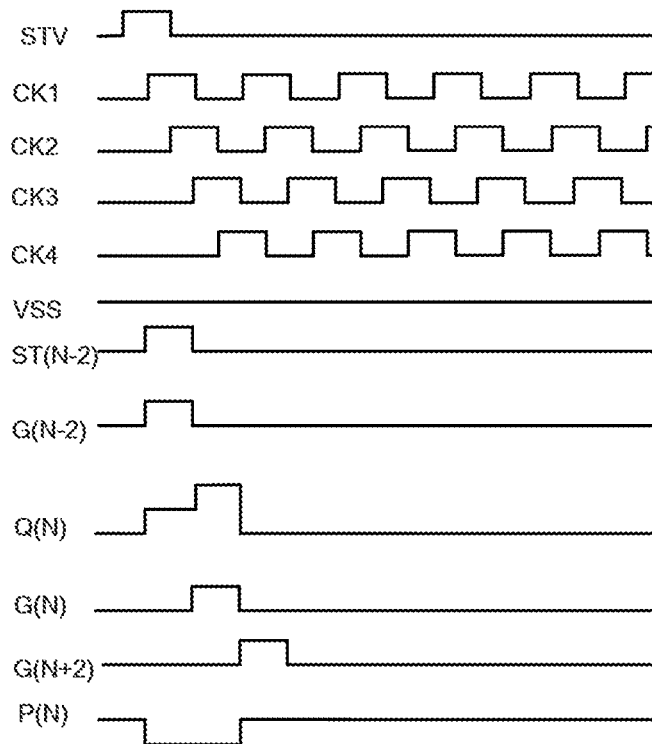 STV
CK1
CK2
CK3
CK4
VSS
ST(N-2)
G(N-2)
Q(N)
G(N)
G(N+2)
P(N)